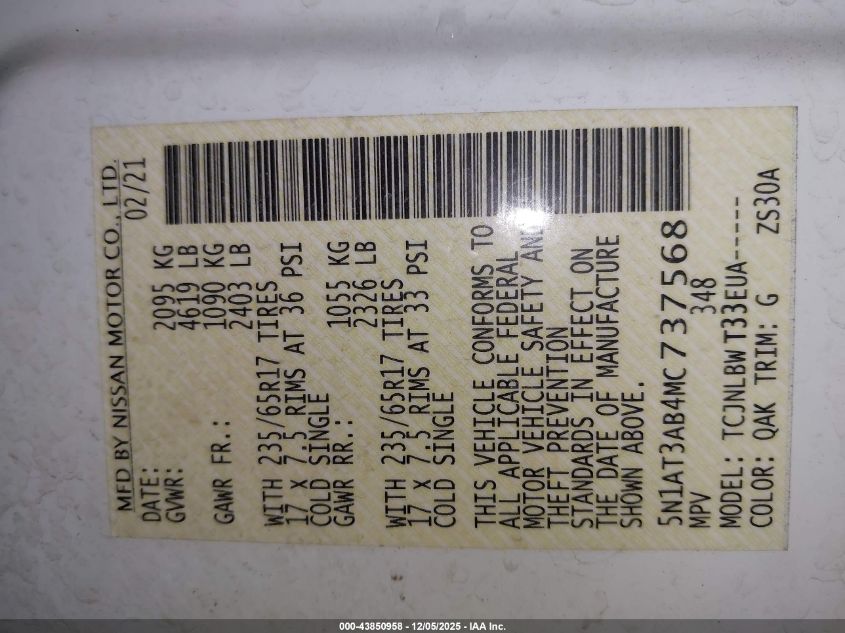 MFD BY NISSAN MOTOR CO., LTD.
DATE: 02/21
GVWR: 2095 KG
4619 LB
GAWR FR.: 1090 KG
2403 LB
WITH 235/65R17 TIRES
17 X 7.5 RIMS AT 36 PSI
COLD SINGLE
GAWR RR.: 1055 KG
2326 LB
WITH 235/65R17 TIRES
17 X 7.5 RIMS AT 33 PSI
COLD SINGLE
THIS VEHICLE CONFORMS TO
ALL APPLICABLE FEDERAL
MOTOR VEHICLE SAFETY AND
THEFT PREVENTION
STANDARDS IN EFFECT ON
THE DATE OF MANUFACTURE
SHOWN ABOVE.
5N1AT3AB4MC737568
MPV 348
MODEL: TCJNLBW T33EUA-----
COLOR: QAK TRIM: G ZS30A
000-43850958 - 12/05/2025 - IAA Inc.